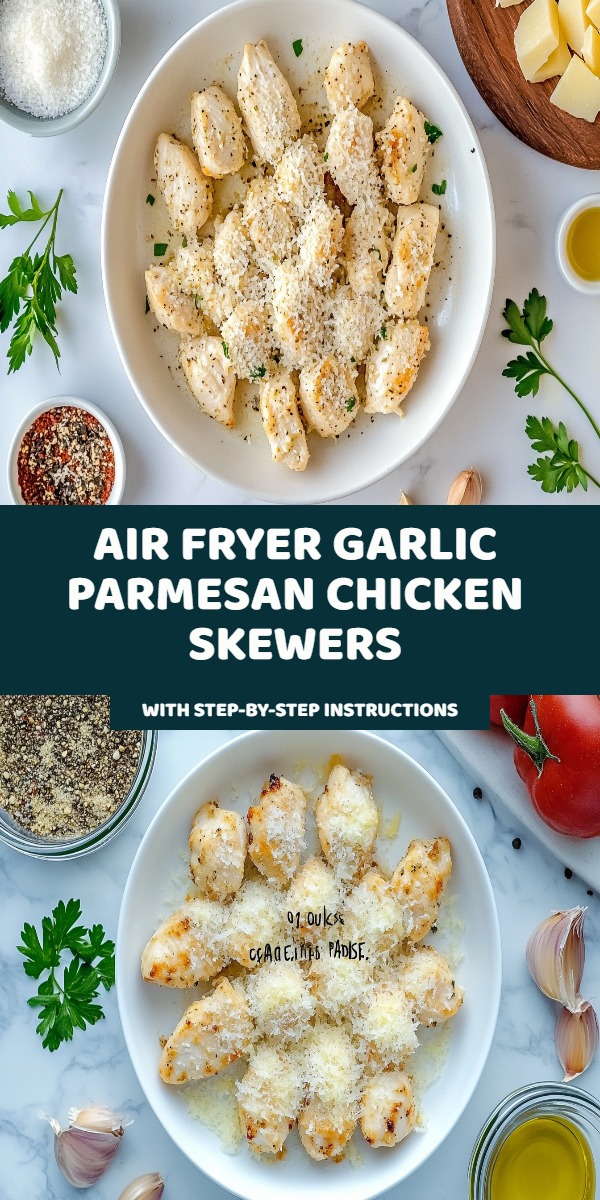 AIR FRYER GARLIC
PARMESAN CHICKEN
SKEWERS
WITH STEP-BY-STEP INSTRUCTIONS